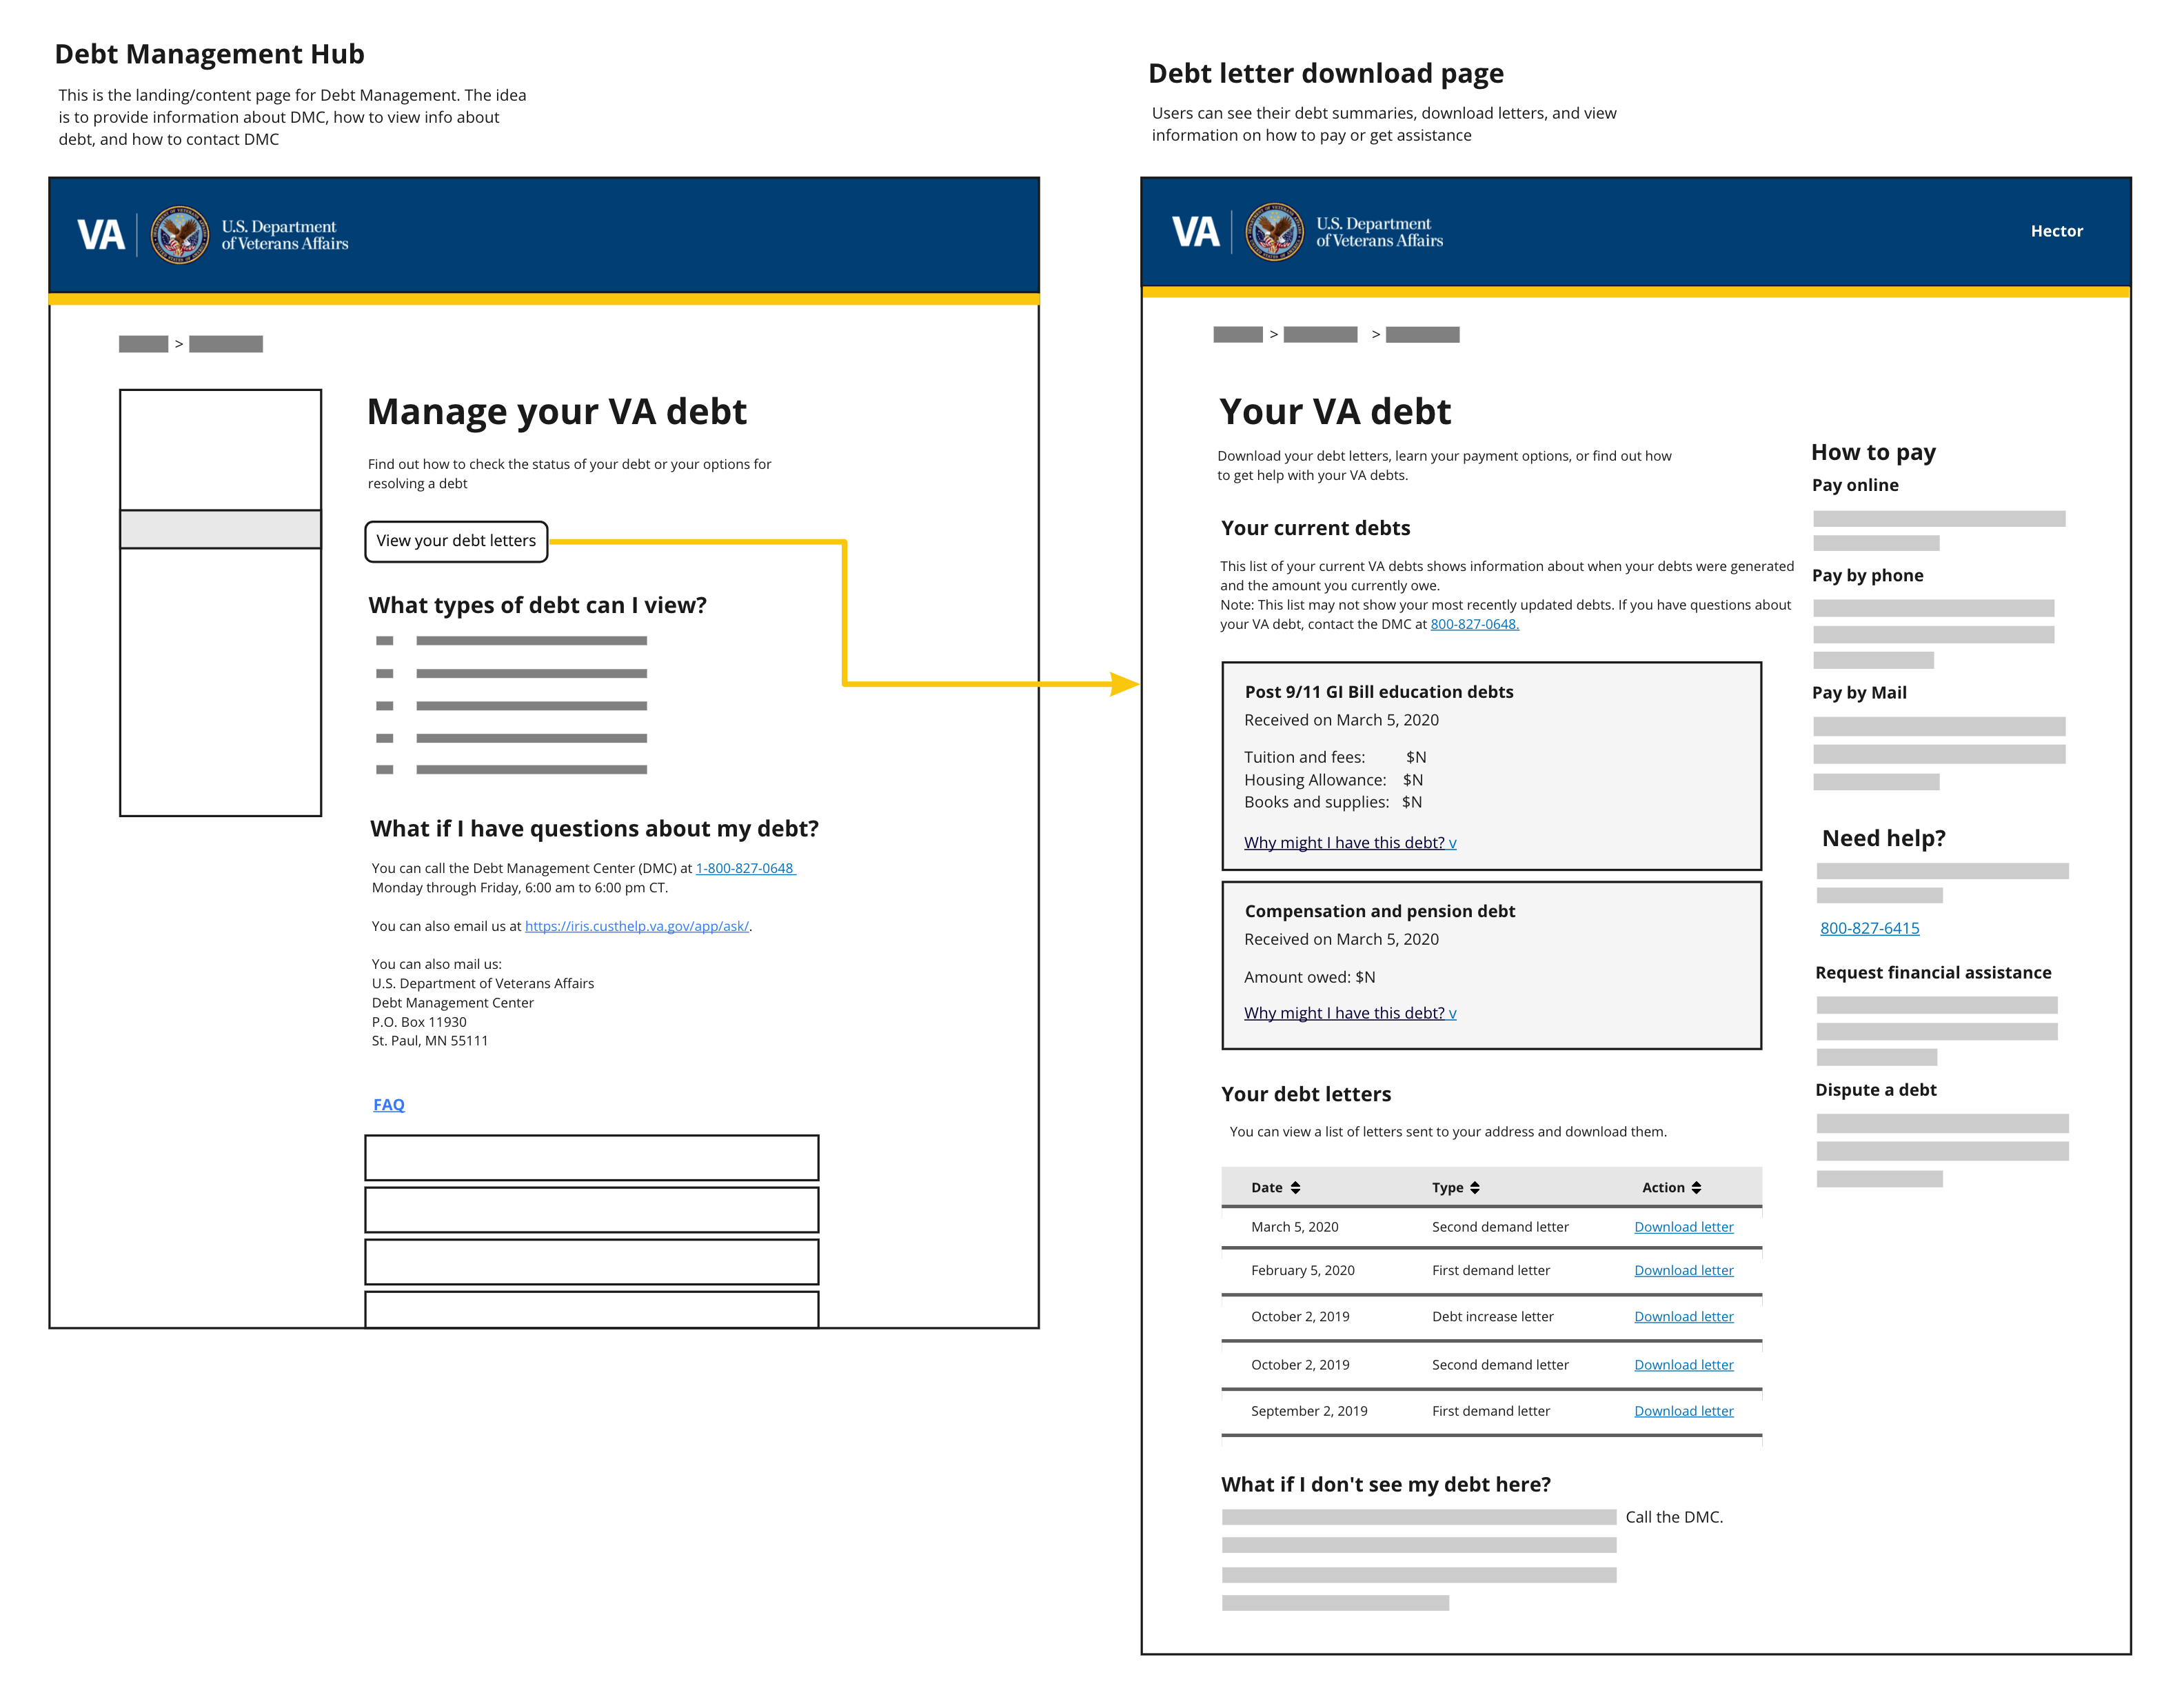 Debt Management Hub
This is the landing/content page for Debt Management. The idea
is to provide information about DMC, how to view info about
debt, and how to contact DMC
VA
U.S. Department
of Veterans Affairs
>
Manage your VA debt
Find out how to check the status of your debt or your options for
resolving a debt
View your debt letters
What types of debt can I view?
What if I have questions about my debt?
You can call the Debt Management Center (DMC) at 1-800-827-0648
Monday through Friday, 6:00 am to 6:00 pm CT.
You can also email us at https://iris.custhelp.va.gov/app/ask/.
You can also mail us:
U.S. Department of Veterans Affairs
Debt Management Center
P.O. Box 11930
St. Paul, MN 55111
FAQ
Debt letter download page
Users can see their debt summaries, download letters, and view
information on how to pay or get assistance
VA
U.S. Department
of Veterans Affairs
Hector
> >
Your VA debt
Download your debt letters, learn your payment options, or find out how
to get help with your VA debts.
Your current debts
This list of your current VA debts shows information about when your debts were generated
and the amount you currently owe.
Note: This list may not show your most recently updated debts. If you have questions about
your VA debt, contact the DMC at 800-827-0648.
Post 9/11 GI Bill education debts
Received on March 5, 2020
Tuition and fees: $N
Housing Allowance: $N
Books and supplies: $N
Why might I have this debt? v
Compensation and pension debt
Received on March 5, 2020
Amount owed: $N
Why might I have this debt? v
Your debt letters
You can view a list of letters sent to your address and download them.
Date Type Action
March 5, 2020 Second demand letter Download letter
February 5, 2020 First demand letter Download letter
October 2, 2019 Debt increase letter Download letter
October 2, 2019 Second demand letter Download letter
September 2, 2019 First demand letter Download letter
What if I don't see my debt here?
Call the DMC.
How to pay
Pay online
Pay by phone
Pay by Mail
Need help?
800-827-6415
Request financial assistance
Dispute a debt